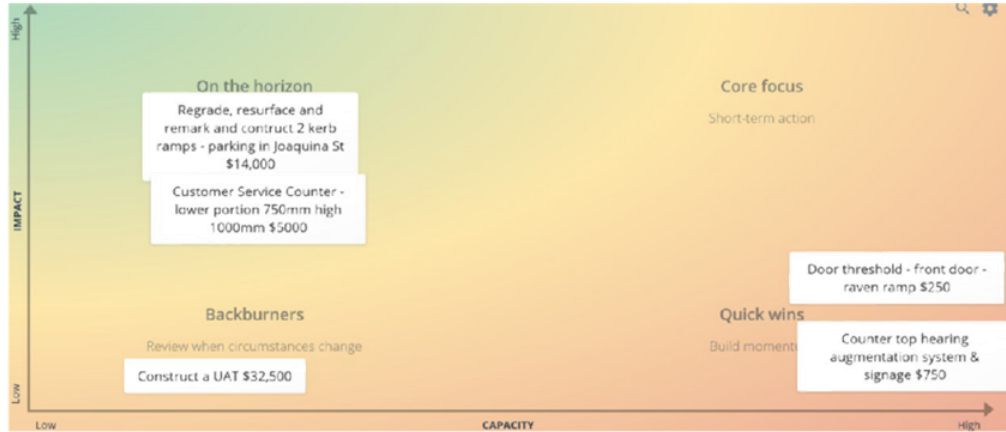 High
On the horizon
Regrade, resurface and
remark and contruct 2 kerb
ramps - parking in Joaquina St
$14,000
Customer Service Counter -
lower portion 750mm high
1000mm $5000
Core focus
Short-term action
IMPACT
Door threshold - front door -
raven ramp $250
Backburners
Review when circumstances change
Construct a UAT $32,500
Quick wins
Build moment
Counter top hearing
augmentation system &
signage $750
Low
Low
CAPACITY
High